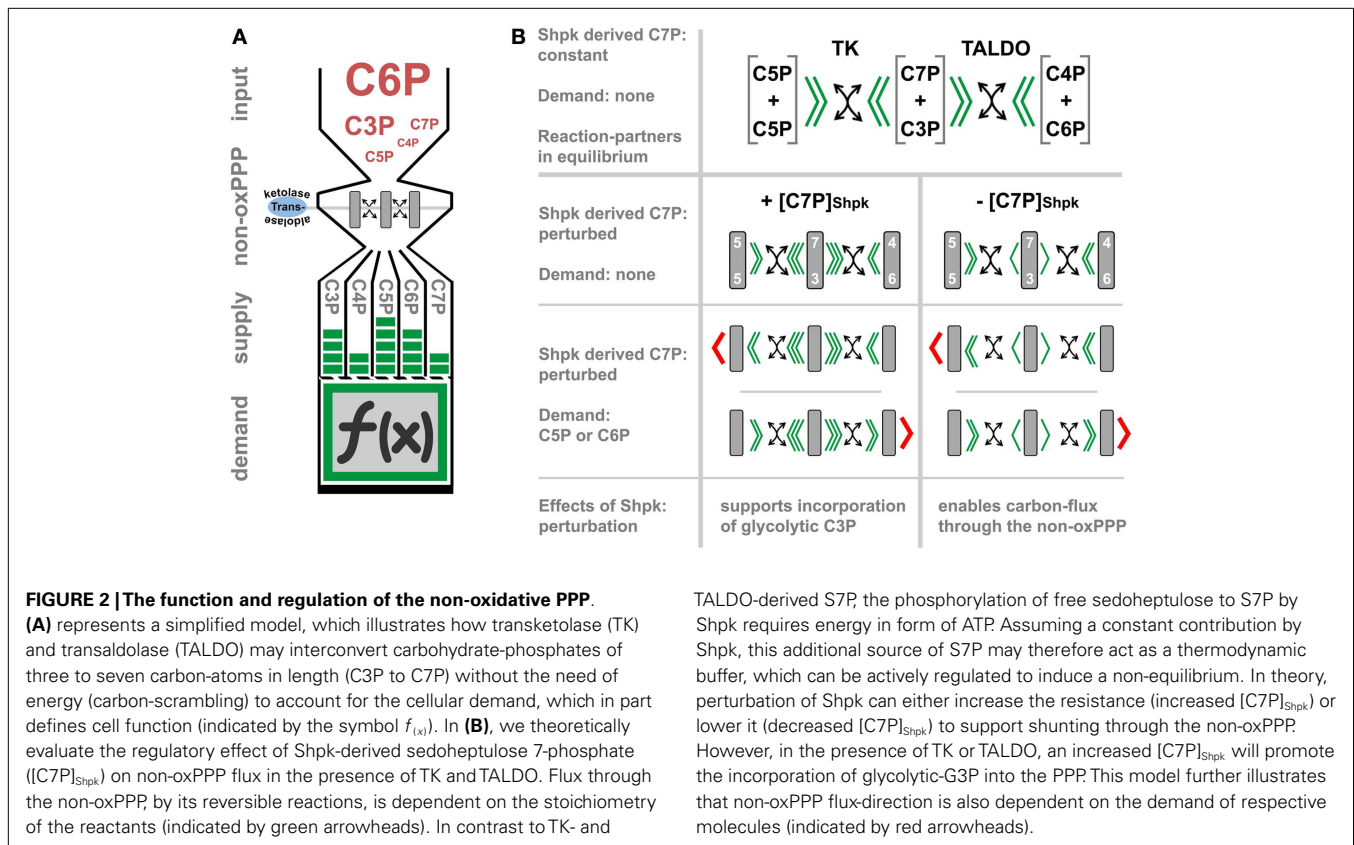 A
input
non-oxPPP
supply
demand
C6P
C3P
C7P
C4P
C5P
ketolase
Trans-
aldolase
C3P
C4P
C5P
C6P
C7P
f(x)
B
Shpk derived C7P:
constant
Demand: none
Reaction-partners
in equilibrium
TK
TALDO
C5P
+
C5P
C7P
+
C3P
C4P
+
C6P
Shpk derived C7P:
perturbed
Demand: none
+ [C7P]Shpk
5
5
7
3
4
6
- [C7P]Shpk
5
5
7
3
4
6
Shpk derived C7P:
perturbed
Demand:
C5P or C6P
Effects of Shpk:
perturbation
supports incorporation
of glycolytic C3P
enables carbon-flux
through the non-oxPPP
FIGURE 2 | The function and regulation of the non-oxidative PPP.
(A) represents a simplified model, which illustrates how transketolase (TK)
and transaldolase (TALDO) may interconvert carbohydrate-phosphates of
three to seven carbon-atoms in length (C3P to C7P) without the need of
energy (carbon-scrambling) to account for the cellular demand, which in part
defines cell function (indicated by the symbol f(x)). In (B), we theoretically
evaluate the regulatory effect of Shpk-derived sedoheptulose 7-phosphate
([C7P]Shpk) on non-oxPPP flux in the presence of TK and TALDO. Flux through
the non-oxPPP, by its reversible reactions, is dependent on the stoichiometry
of the reactants (indicated by green arrowheads). In contrast to TK- and
TALDO-derived S7P, the phosphorylation of free sedoheptulose to S7P by
Shpk requires energy in form of ATP. Assuming a constant contribution by
Shpk, this additional source of S7P may therefore act as a thermodynamic
buffer, which can be actively regulated to induce a non-equilibrium. In theory,
perturbation of Shpk can either increase the resistance (increased [C7P]Shpk) or
lower it (decreased [C7P]Shpk) to support shunting through the non-oxPPP.
However, in the presence of TK or TALDO, an increased [C7P]Shpk will promote
the incorporation of glycolytic-G3P into the PPP. This model further illustrates
that non-oxPPP flux-direction is also dependent on the demand of respective
molecules (indicated by red arrowheads).